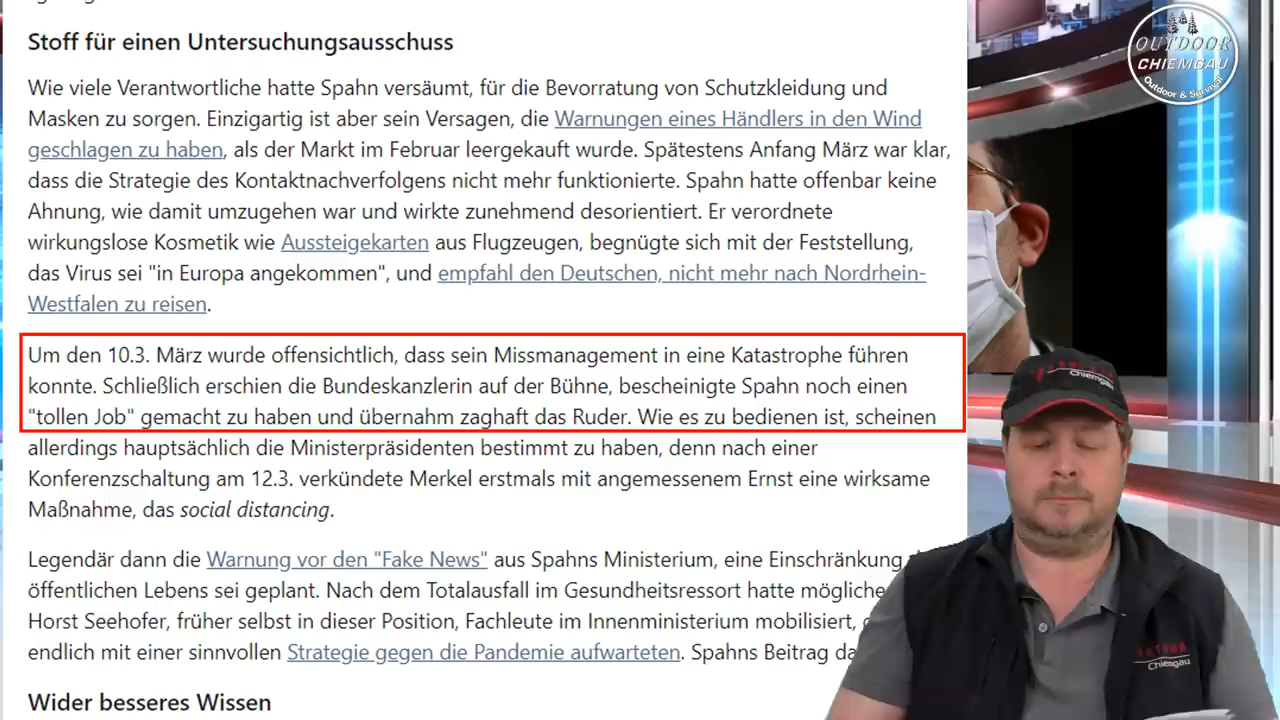 Stoff für einen Untersuchungsausschuss
Wie viele Verantwortliche hatte Spahn versäumt, für die Bevorratung von Schutzkleidung und
Masken zu sorgen. Einzigartig ist aber sein Versagen, die Warnungen eines Händlers in den Wind
geschlagen zu haben, als der Markt im Februar leergekauft wurde. Spätestens Anfang März war klar,
dass die Strategie des Kontaktnachverfolgens nicht mehr funktionierte. Spahn hatte offenbar keine
Ahnung, wie damit umzugehen war und wirkte zunehmend desorientiert. Er verordnete
wirkungslose Kosmetik wie Aussteigekarten aus Flugzeugen, begnügte sich mit der Feststellung,
das Virus sei "in Europa angekommen", und empfahl den Deutschen, nicht mehr nach Nordrhein-
Westfalen zu reisen.
Um den 10.3. März wurde offensichtlich, dass sein Missmanagement in eine Katastrophe führen
konnte. Schließlich erschien die Bundeskanzlerin auf der Bühne, bescheinigte Spahn noch einen
"tollen Job" gemacht zu haben und übernahm zaghaft das Ruder. Wie es zu bedienen ist, scheinen
allerdings hauptsächlich die Ministerpräsidenten bestimmt zu haben, denn nach einer
Konferenzschaltung am 12.3. verkündete Merkel erstmals mit angemessenem Ernst eine wirksame
Maßnahme, das social distancing.
Legendär dann die Warnung vor den "Fake News" aus Spahns Ministerium, eine Einschränkung
öffentlichen Lebens sei geplant. Nach dem Totalausfall im Gesundheitsressort hatte
Horst Seehofer, früher selbst in dieser Position, Fachleute im Innenministerium mobilisiert,
endlich mit einer sinnvollen Strategie gegen die Pandemie aufwarteten. Spahns Beitrag
Wider besseres Wissen
OUTDOOR
CHIEMGAU
Outdoor & Survival
Chiemgau
Chiemgau